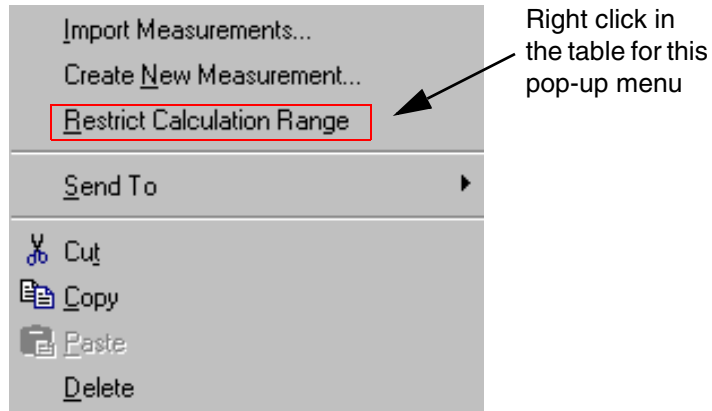 Import Measurements...
Create New Measurement...
Restrict Calculation Range
Send To
Cut
Copy
Paste
Delete
Right click in
the table for this
pop-up menu